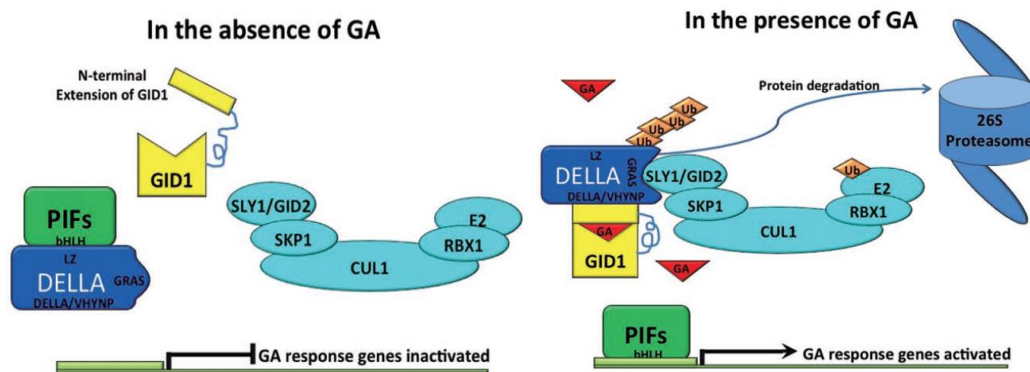 In the absence of GA
N-terminal
Extension of GID1
GID1
PIFs
bHLH
LZ
DELLA
GRAS
DELLA/VHYNP
SLY1/GID2
SKP1
CUL1
RBX1
E2
GA response genes inactivated
In the presence of GA
GA
Protein degradation
26S
Proteasome
Ub
Ub
Ub
Ub
LZ
DELLA
GRAS
DELLA/VHYNP
SLY1/GID2
SKP1
CUL1
RBX1
E2
Ub
GA
GID1
GA
PIFs
bHLH
GA response genes activated